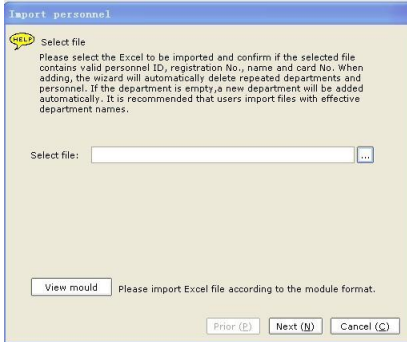 Import personnel
HELP
Select file
Please select the Excel to be imported and confirm if the selected file
contains valid personnel ID, registration No., name and card No. When
adding, the wizard will automatically delete repeated departments and
personnel. If the department is empty,a new department will be added
automatically. It is recommended that users import files with effective
department names.
Select file:
...
View mould
Please import Excel file according to the module format.
Prior (P)
Next (N)
Cancel (C)